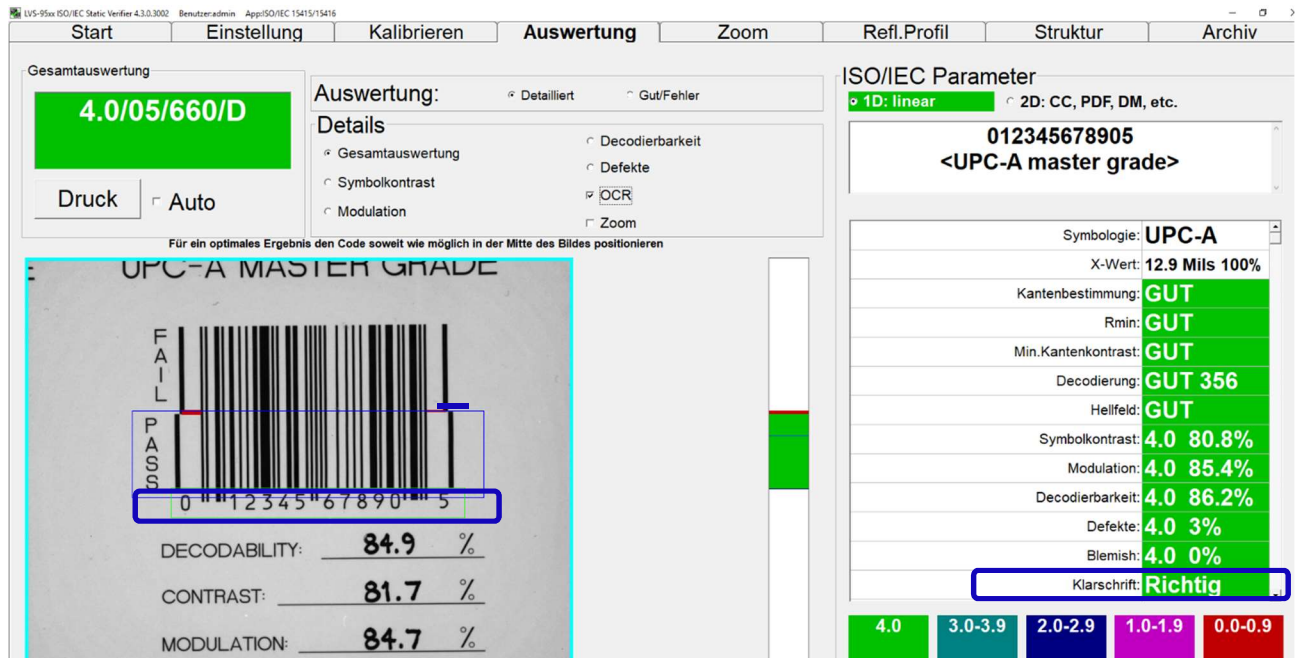 LVS-95xx ISO/IEC Static Verifier 4.3.0.3002 Benutzer:admin App:ISO/IEC 15415/15416
Start Einstellung Kalibrieren Auswertung Zoom Refl.Profil Struktur Archiv
Gesamtauswertung
4.0/05/660/D
Druck Auto
Auswertung: Detailliert Gut/Fehler
Details
Gesamtauswertung
Symbolkontrast
Modulation
Decodierbarkeit
Defekte
OCR
Zoom
Für ein optimales Ergebnis den Code soweit wie möglich in der Mitte des Bildes positionieren
UPC-A MASTER GRADE
FAIL
PASS
0 12345 67890 5
DECODABILITY: 84.9 %
CONTRAST: 81.7 %
MODULATION: 84.7 %
ISO/IEC Parameter
1D: linear 2D: CC, PDF, DM, etc.
012345678905
<UPC-A master grade>
Symbologie: UPC-A
X-Wert: 12.9 Mils 100%
Kantenbestimmung: GUT
Rmin: GUT
Min.Kantenkontrast: GUT
Decodierung: GUT 356
Hellfeld: GUT
Symbolkontrast: 4.0 80.8%
Modulation: 4.0 85.4%
Decodierbarkeit: 4.0 86.2%
Defekte: 4.0 3%
Blemish: 4.0 0%
Klarschrift: Richtig
4.0 3.0-3.9 2.0-2.9 1.0-1.9 0.0-0.9